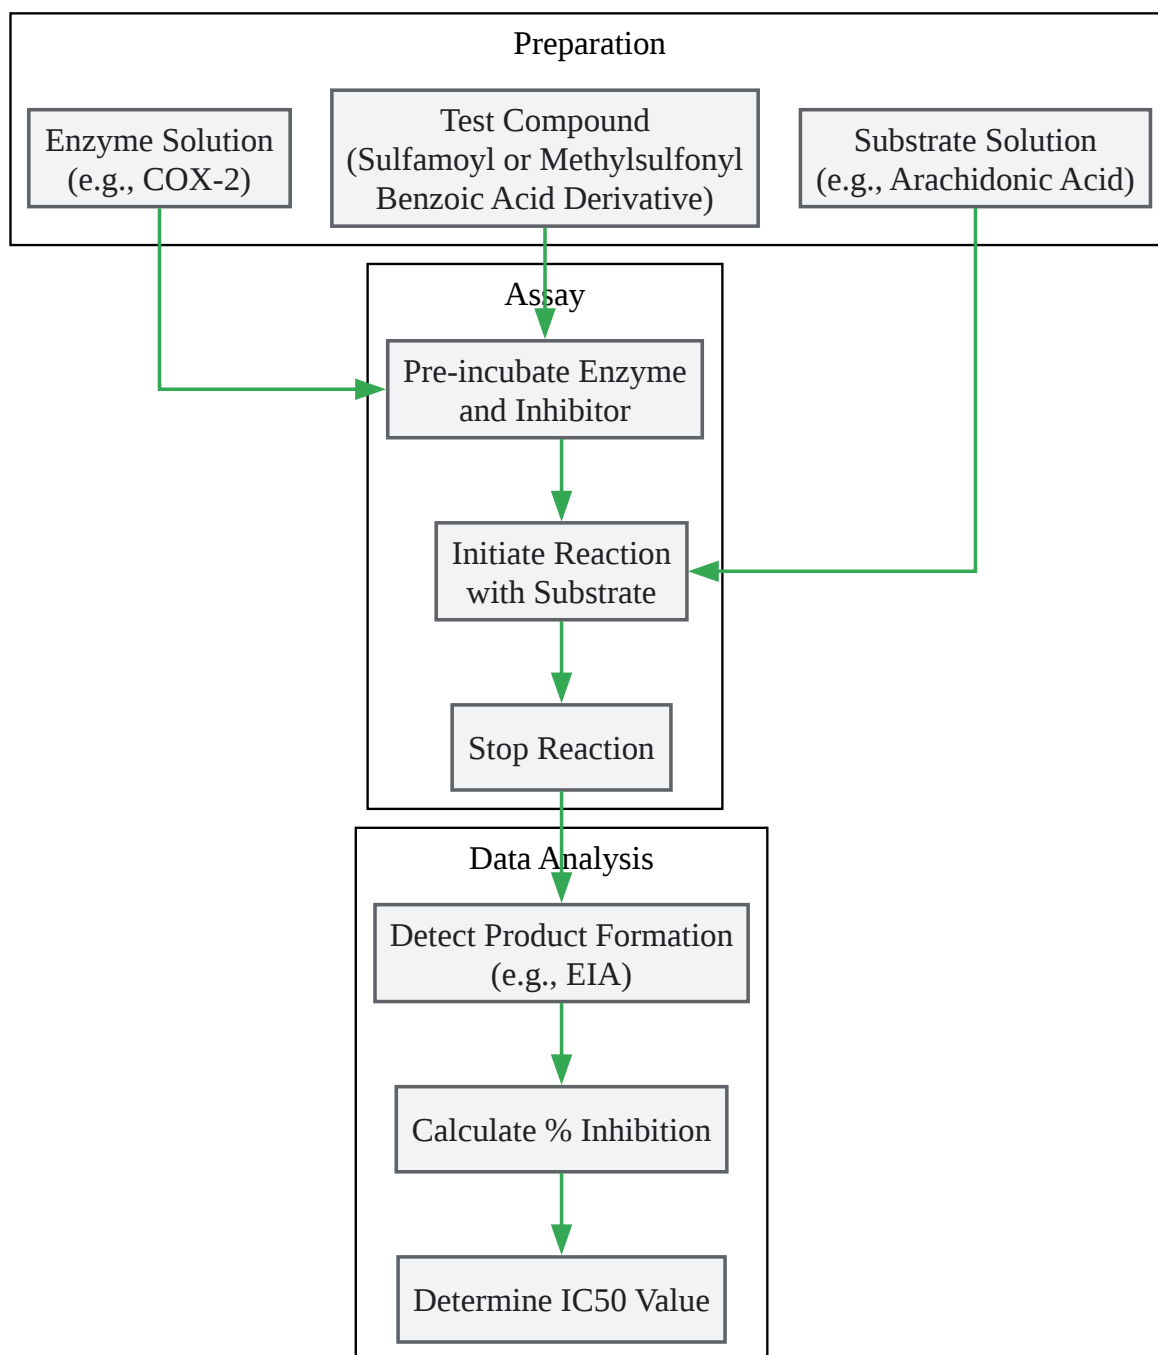 Preparation
Enzyme Solution
(e.g., COX-2)
Test Compound
(Sulfamoyl or Methylsulfonyl
Benzoic Acid Derivative)
Substrate Solution
(e.g., Arachidonic Acid)
Assay
Pre-incubate Enzyme
and Inhibitor
Initiate Reaction
with Substrate
Stop Reaction
Data Analysis
Detect Product Formation
(e.g., EIA)
Calculate % Inhibition
Determine IC50 Value